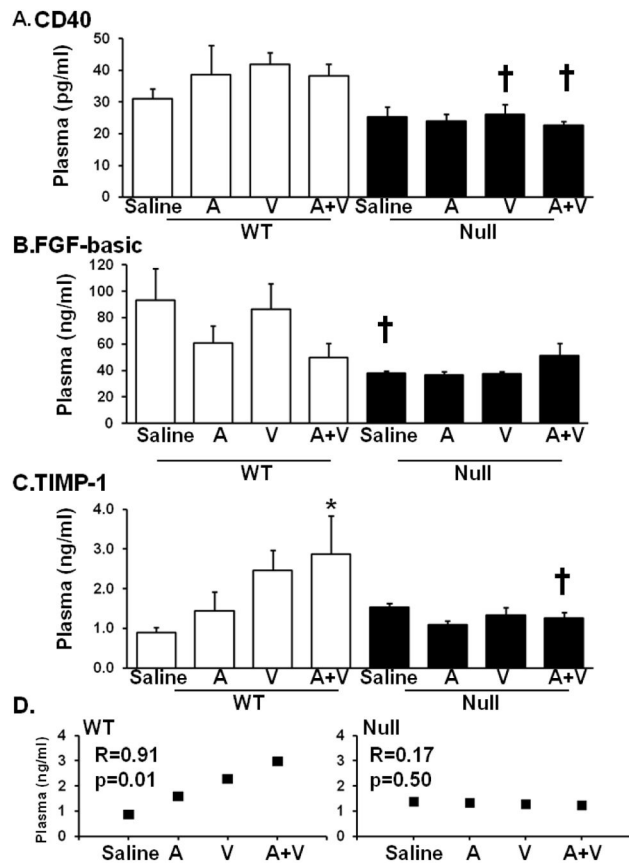 A. CD40
Plasma (pg/ml)
50
40
30
20
10
0
†
†
Saline A V A+V Saline A V A+V
WT Null
B.FGF-basic
Plasma (ng/ml)
120
100
80
60
40
20
0
†
Saline A V A+V Saline A V A+V
WT Null
C.TIMP-1
Plasma (ng/ml)
4.0
3.0
2.0
1.0
0.0
*
†
Saline A V A+V Saline A V A+V
WT Null
D.
WT
Plasma (ng/ml)
4
3
2
1
0
R=0.91
p=0.01
Saline A V A+V
Null
4
3
2
1
0
R=0.17
p=0.50
Saline A V A+V